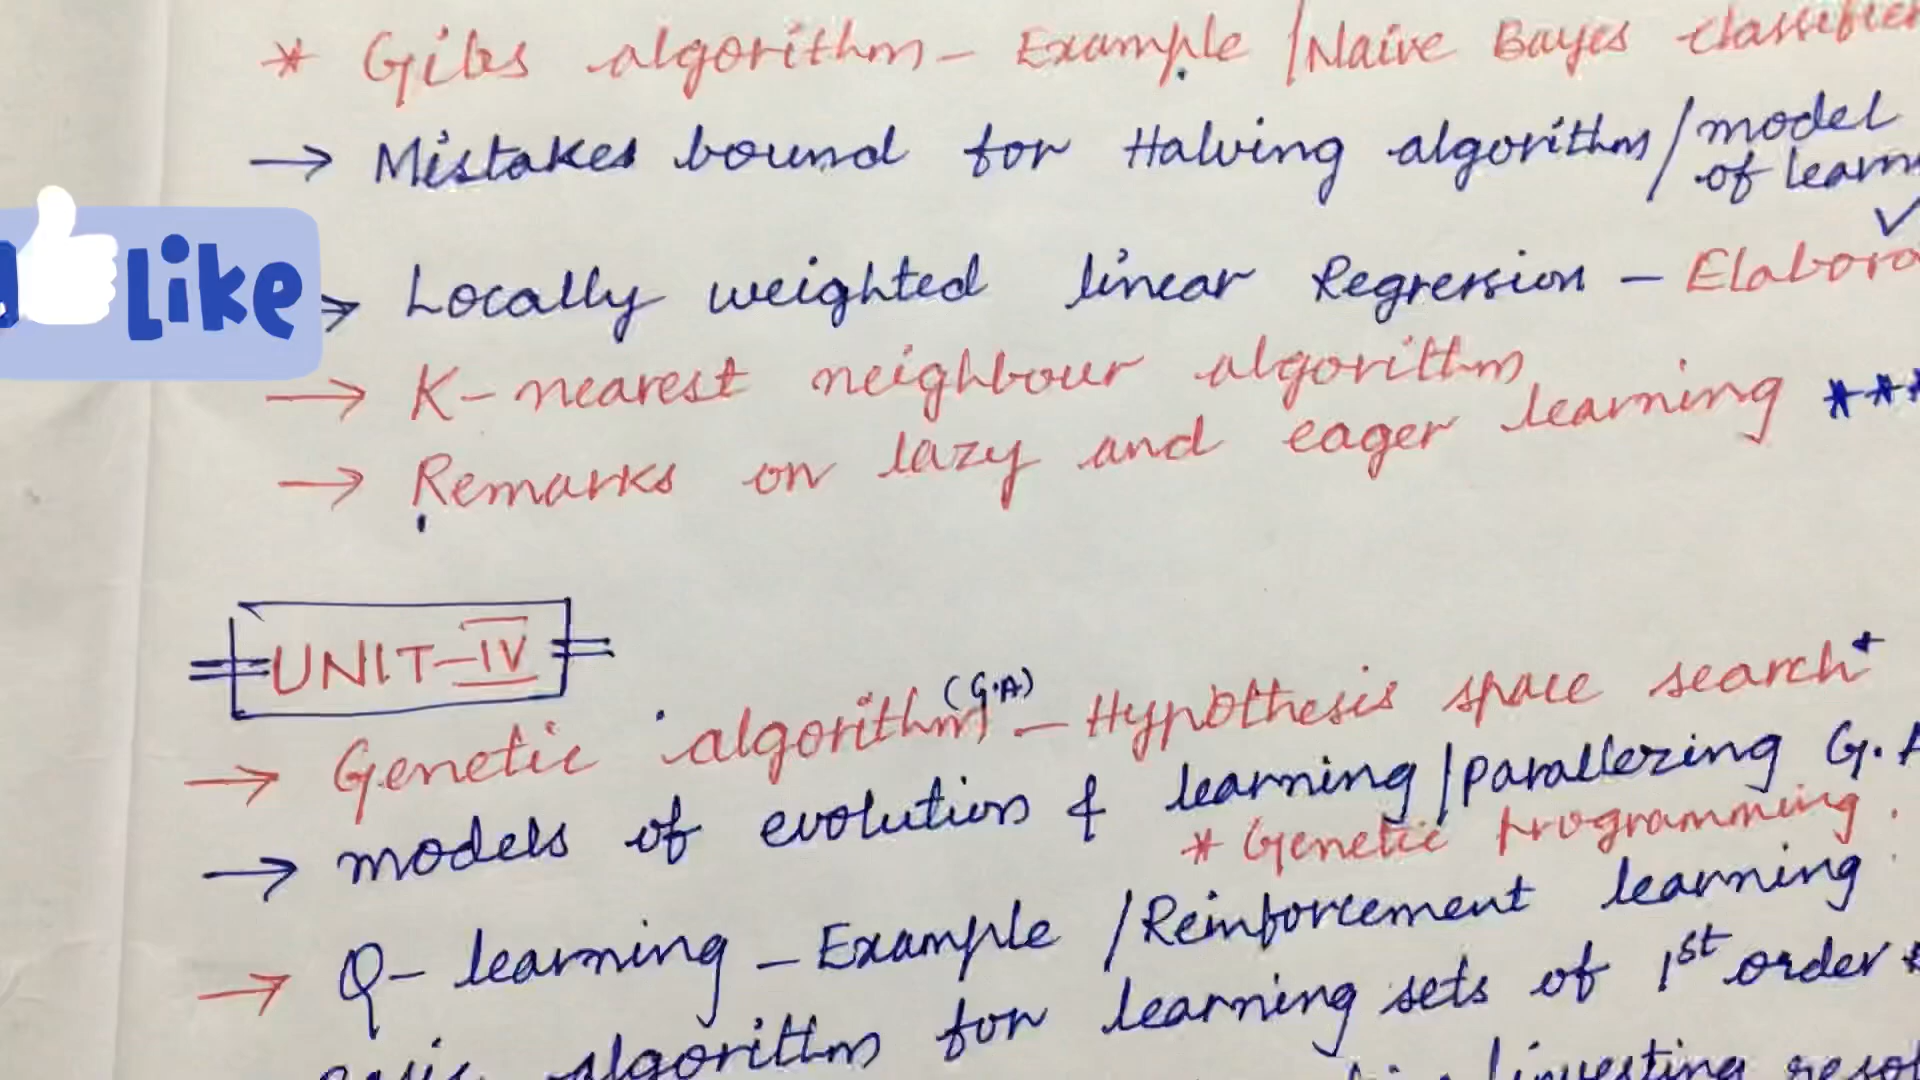 * Gibs algorithm - Example / Naive Bayes classifier
→ Mistakes bound for Halving algorithm / model
of learn
✓
Like
→ Locally weighted linear Regression - Elabora
→ K-nearest neighbour algorithm
→ Remarks on lazy and eager learning ***
UNIT-IV
→ Genetic algorithm (G.A) - Hypothesis space search *
→ models of evolution & learning / parallezing G.A
* Genetic programming.
→ Q- learning - Example / Reinforcement learning
algorithm for learning sets of 1st order *